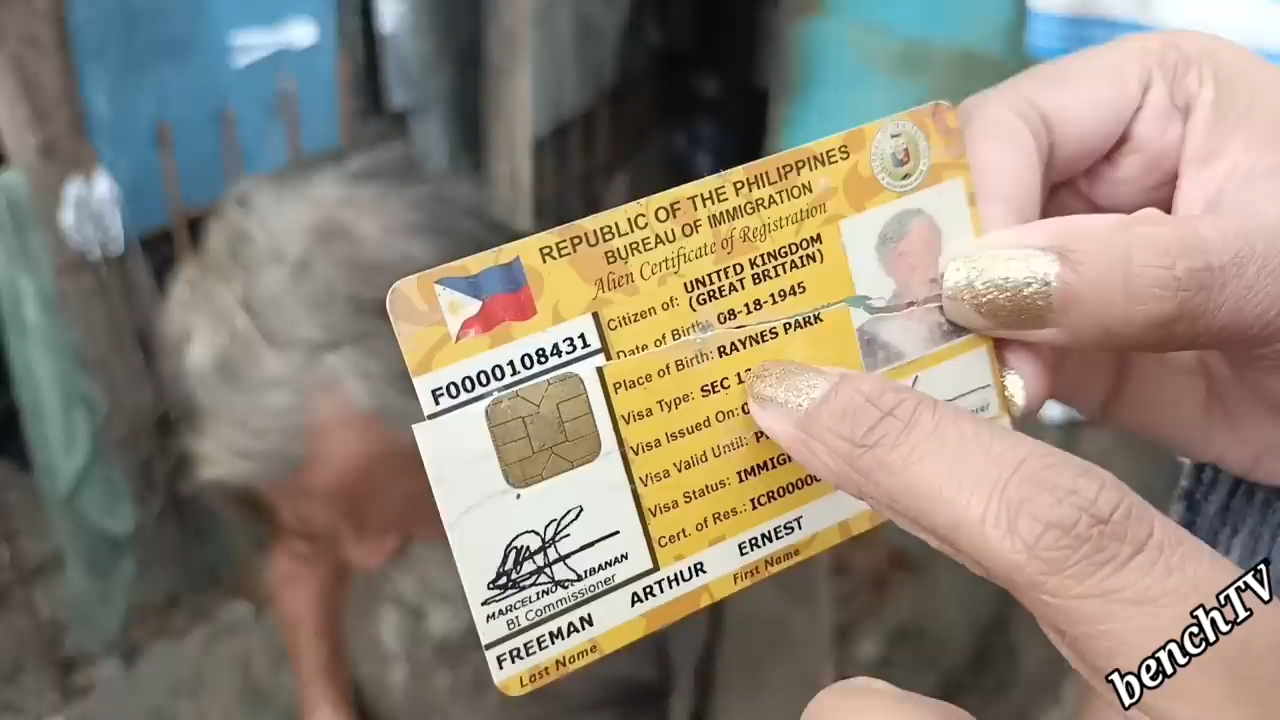 REPUBLIC OF THE PHILIPPINES
BUREAU OF IMMIGRATION
Alien Certificate of Registration
Citizen of: UNITED KINGDOM
(GREAT BRITAIN)
Date of Birth: 08-18-1945
F0000108431
Place of Birth: RAYNES PARK
Visa Type: SEC
Visa Issued On:
Visa Valid Until:
Visa Status:
Cert. of Res.:
MARCELINO C LIBANAN
BI Commissioner
FREEMAN ARTHUR ERNEST
Last Name First Name
benchTV